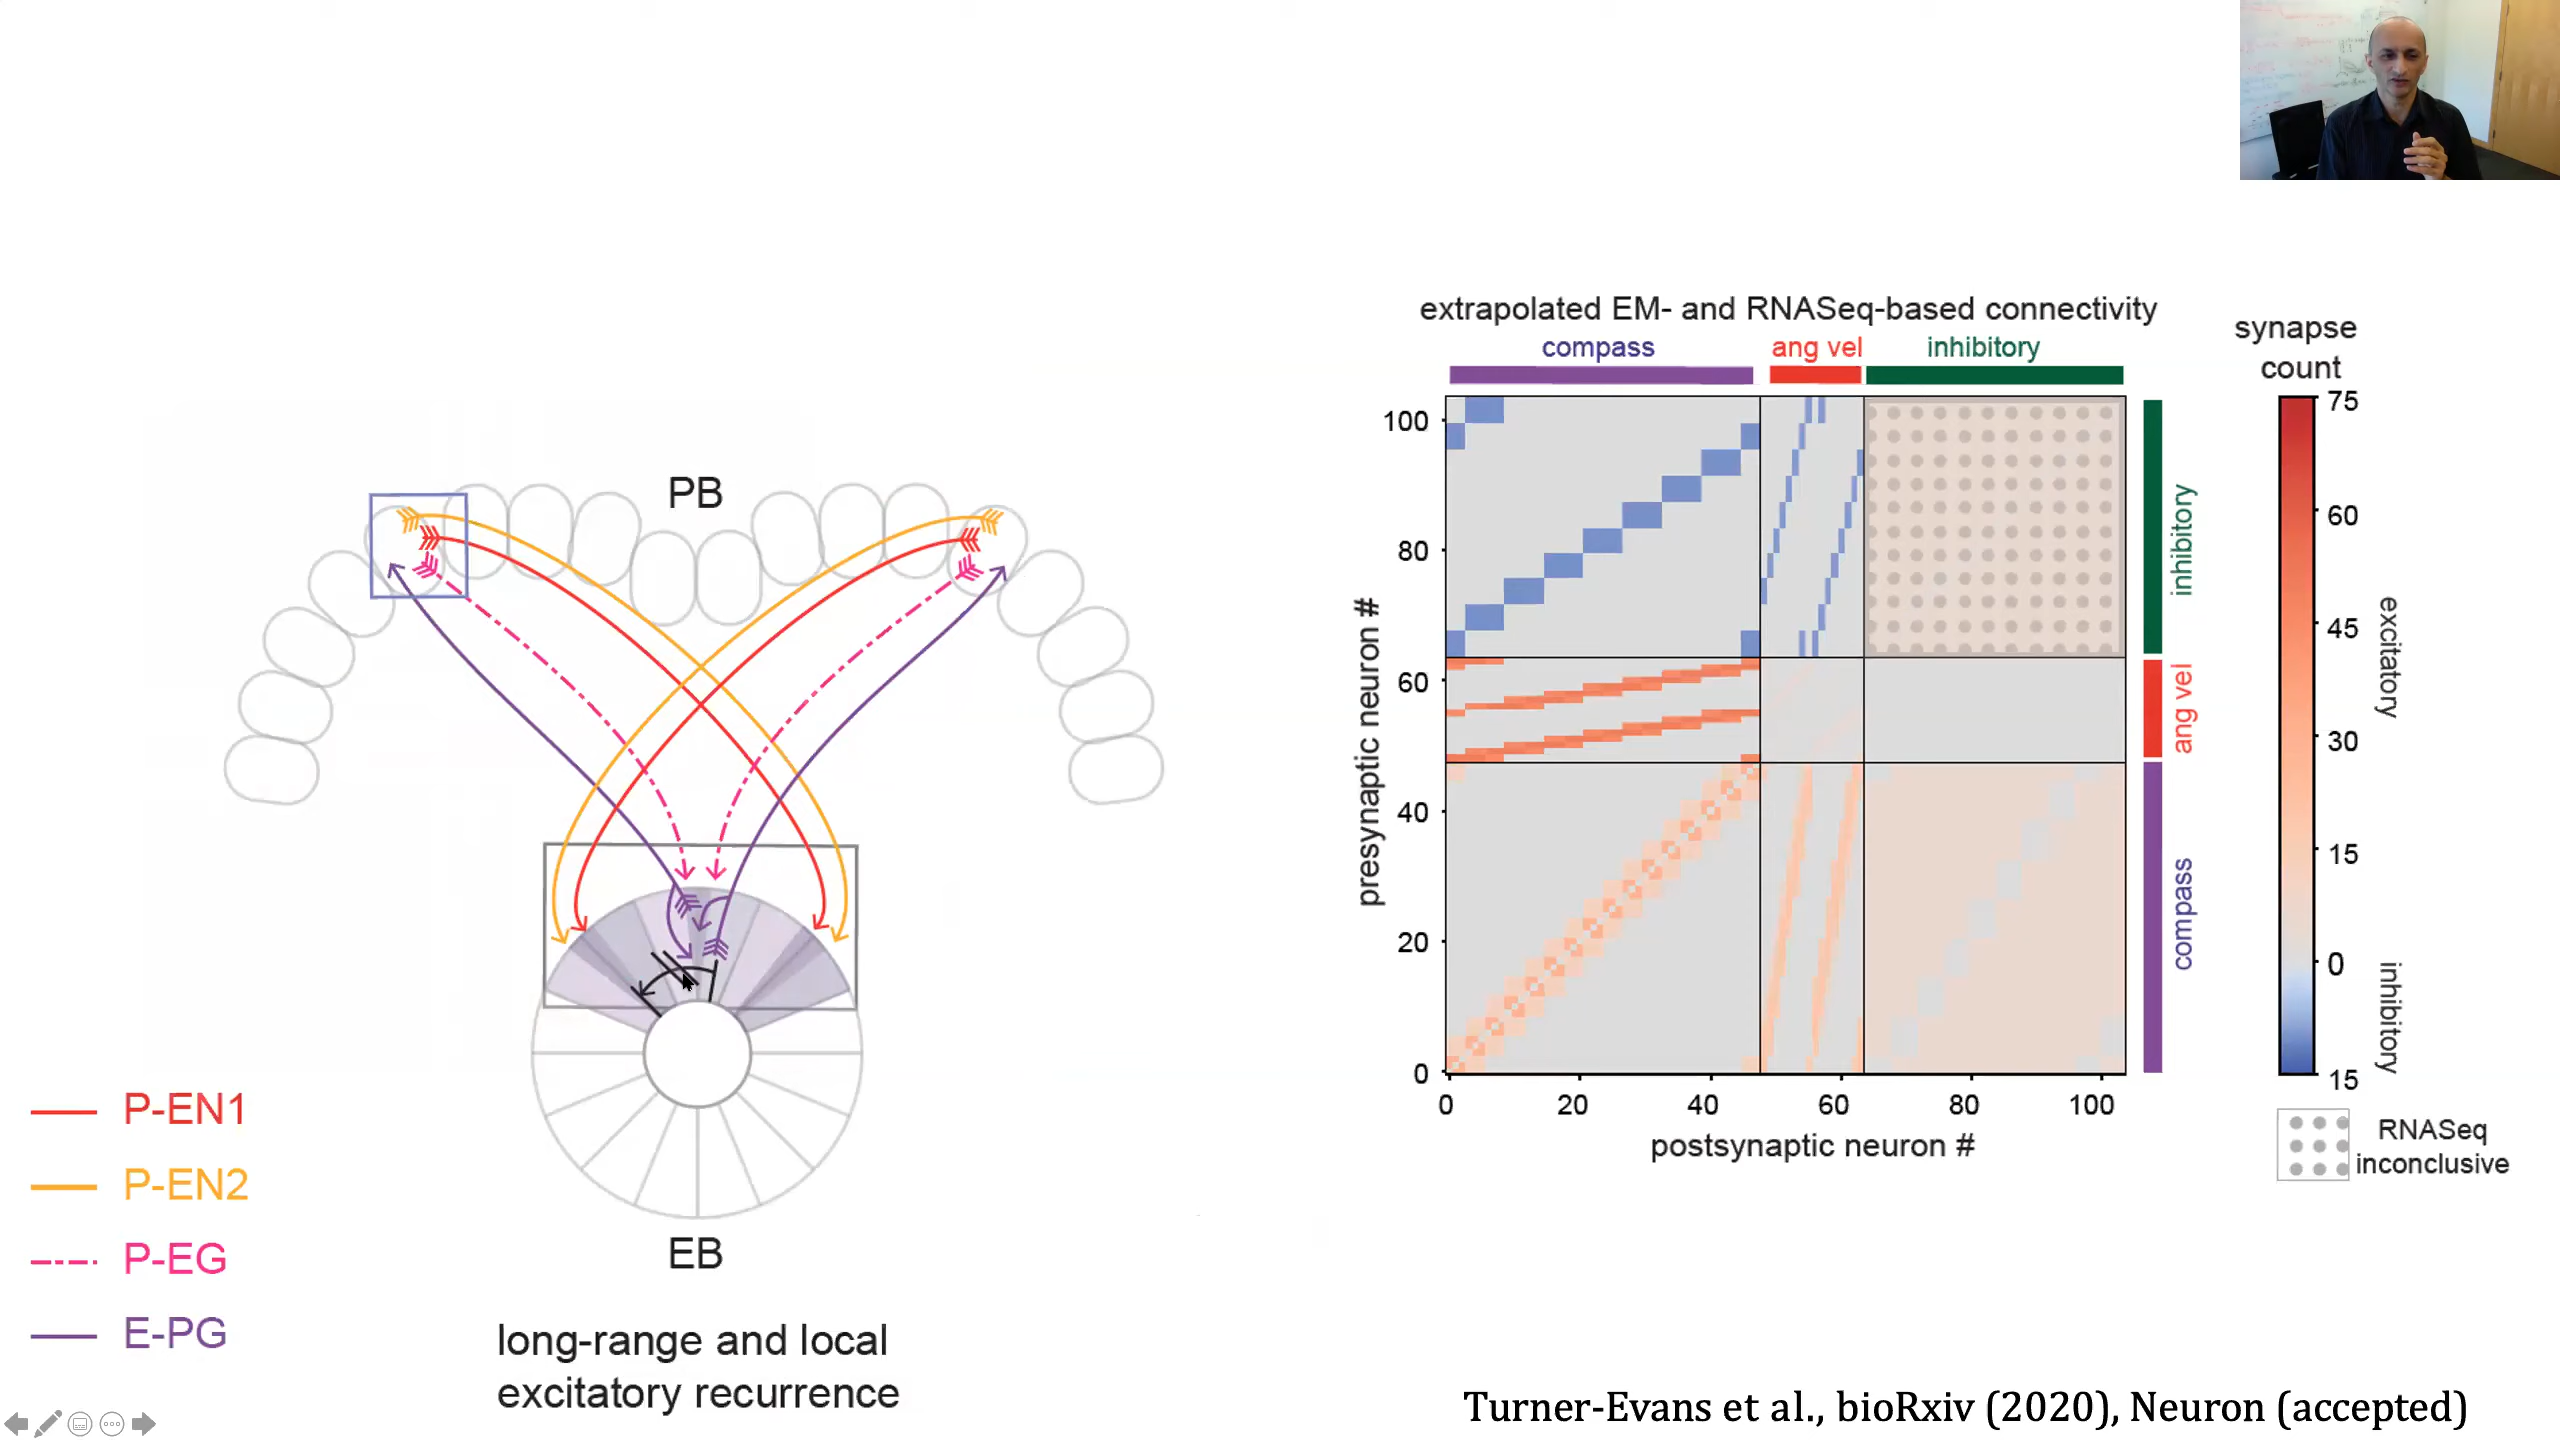 PB
EB
P-EN1
P-EN2
P-EG
E-PG
long-range and local
excitatory recurrence
extrapolated EM- and RNASeq-based connectivity
compass
ang vel
inhibitory
presynaptic neuron #
100
80
60
40
20
0
0
20
40
60
80
100
postsynaptic neuron #
inhibitory
ang vel
compass
synapse
count
75
60
45
30
15
0
15
excitatory
inhibitory
RNASeq
inconclusive
Turner-Evans et al., bioRxiv (2020), Neuron (accepted)